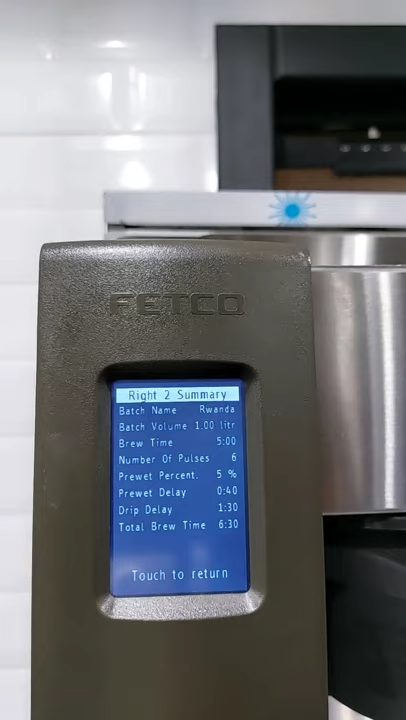 FETCO
Right 2 Summary
Batch Name Rwanda
Batch Volume 1.00 litr
Brew Time 5:00
Number Of Pulses 6
Prewet Percent. 5 %
Prewet Delay 0:40
Drip Delay 1:30
Total Brew Time 6:30
Touch to return